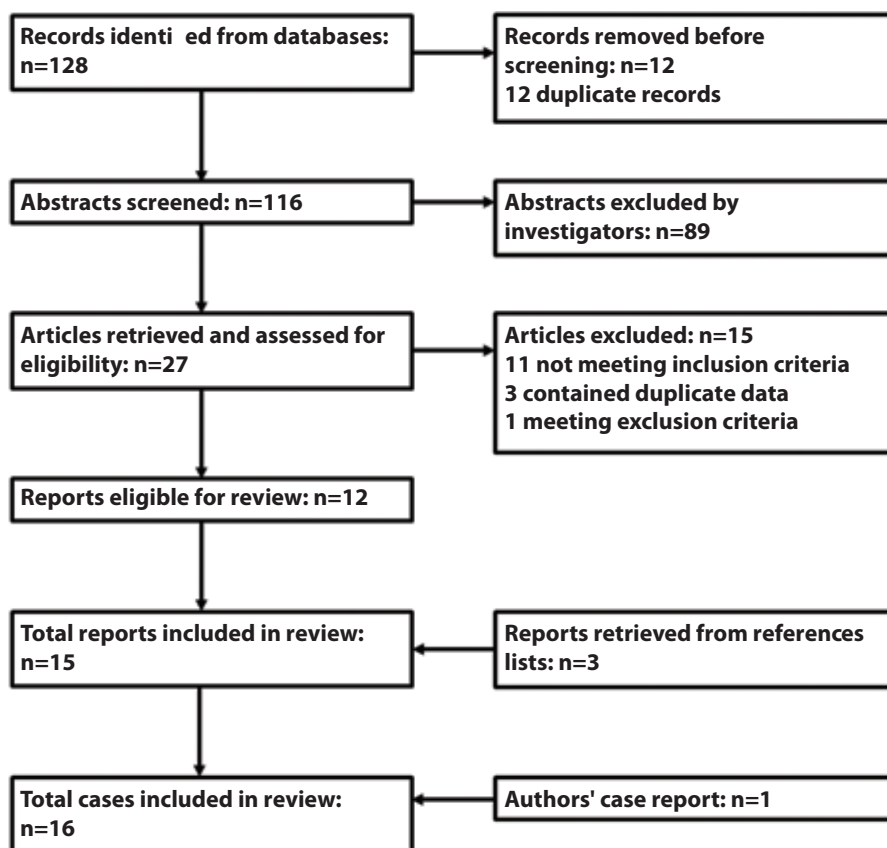 Records identi ed from databases:
n=128
Records removed before
screening: n=12
12 duplicate records
Abstracts screened: n=116
Abstracts excluded by
investigators: n=89
Articles retrieved and assessed for
eligibility: n=27
Articles excluded: n=15
11 not meeting inclusion criteria
3 contained duplicate data
1 meeting exclusion criteria
Reports eligible for review: n=12
Total reports included in review:
n=15
Reports retrieved from references
lists: n=3
Total cases included in review:
n=16
Authors' case report: n=1